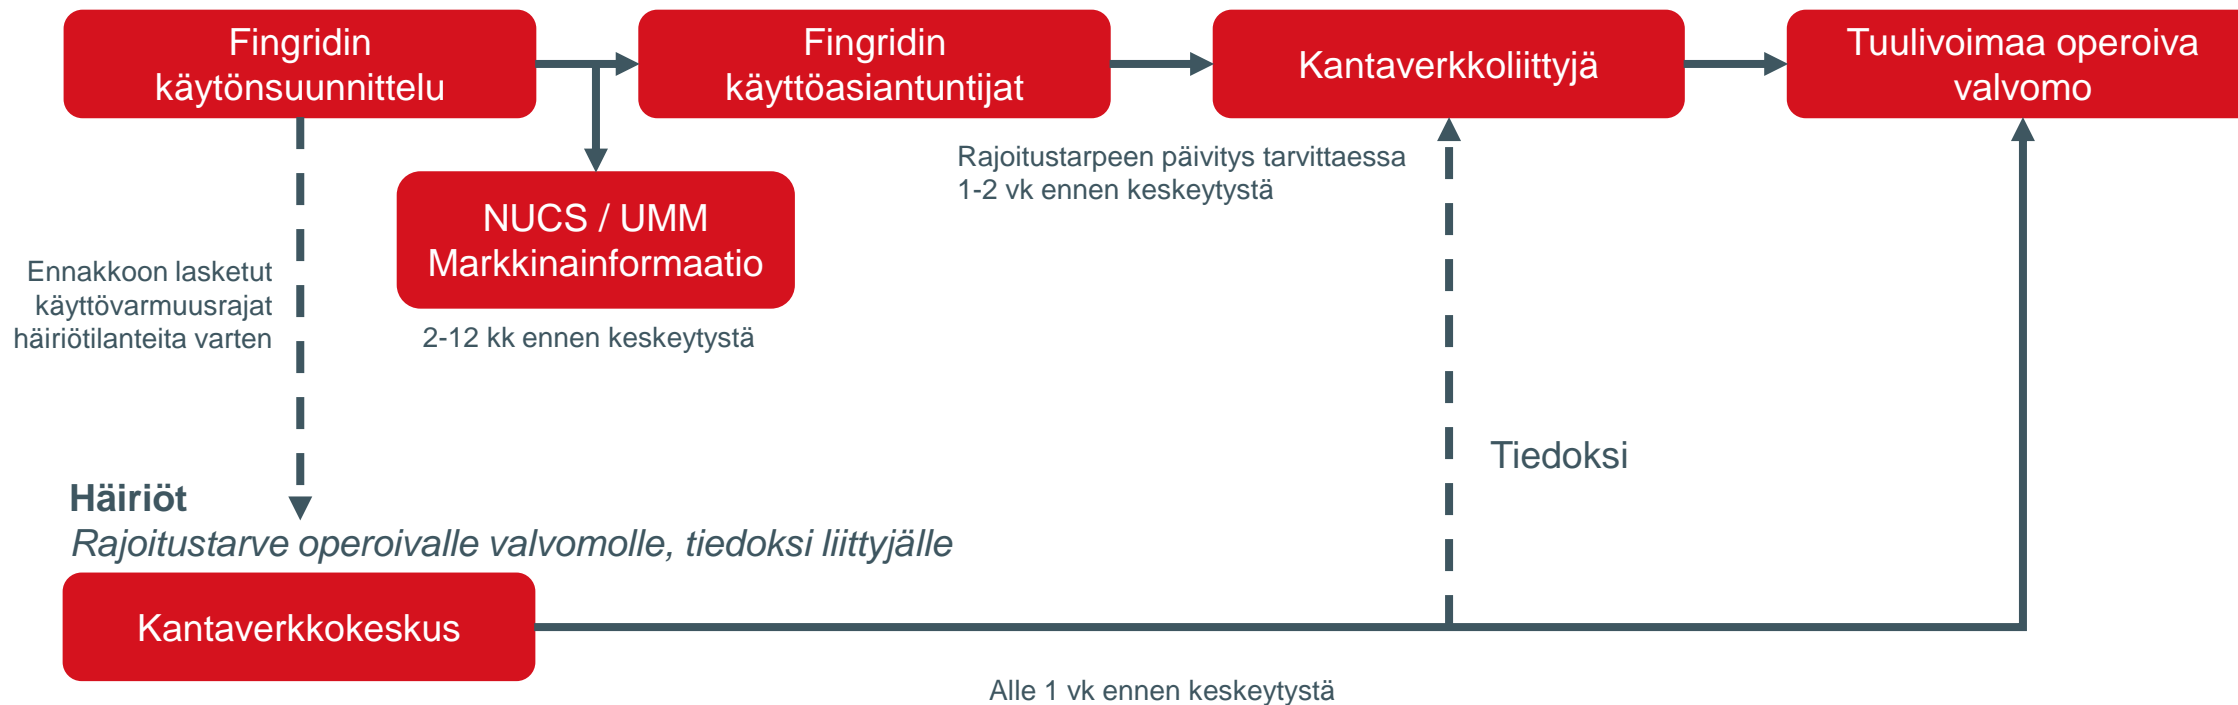 Fingridin
käytönsuunnittelu
Fingridin
käyttöasiantuntijat
Kantaverkkoliittyjä
Tuulivoimaa operoiva
valvomo
Rajoitustarpeen päivitys tarvittaessa
1-2 vk ennen keskeytystä
NUCS / UMM
Markkinainformaatio
2-12 kk ennen keskeytystä
Ennakkoon lasketut
käyttövarmuusrajat
häiriötilanteita varten
Tiedoksi
Häiriöt
Rajoitustarve operoivalle valvomolle, tiedoksi liittyjälle
Kantaverkkokeskus
Alle 1 vk ennen keskeytystä